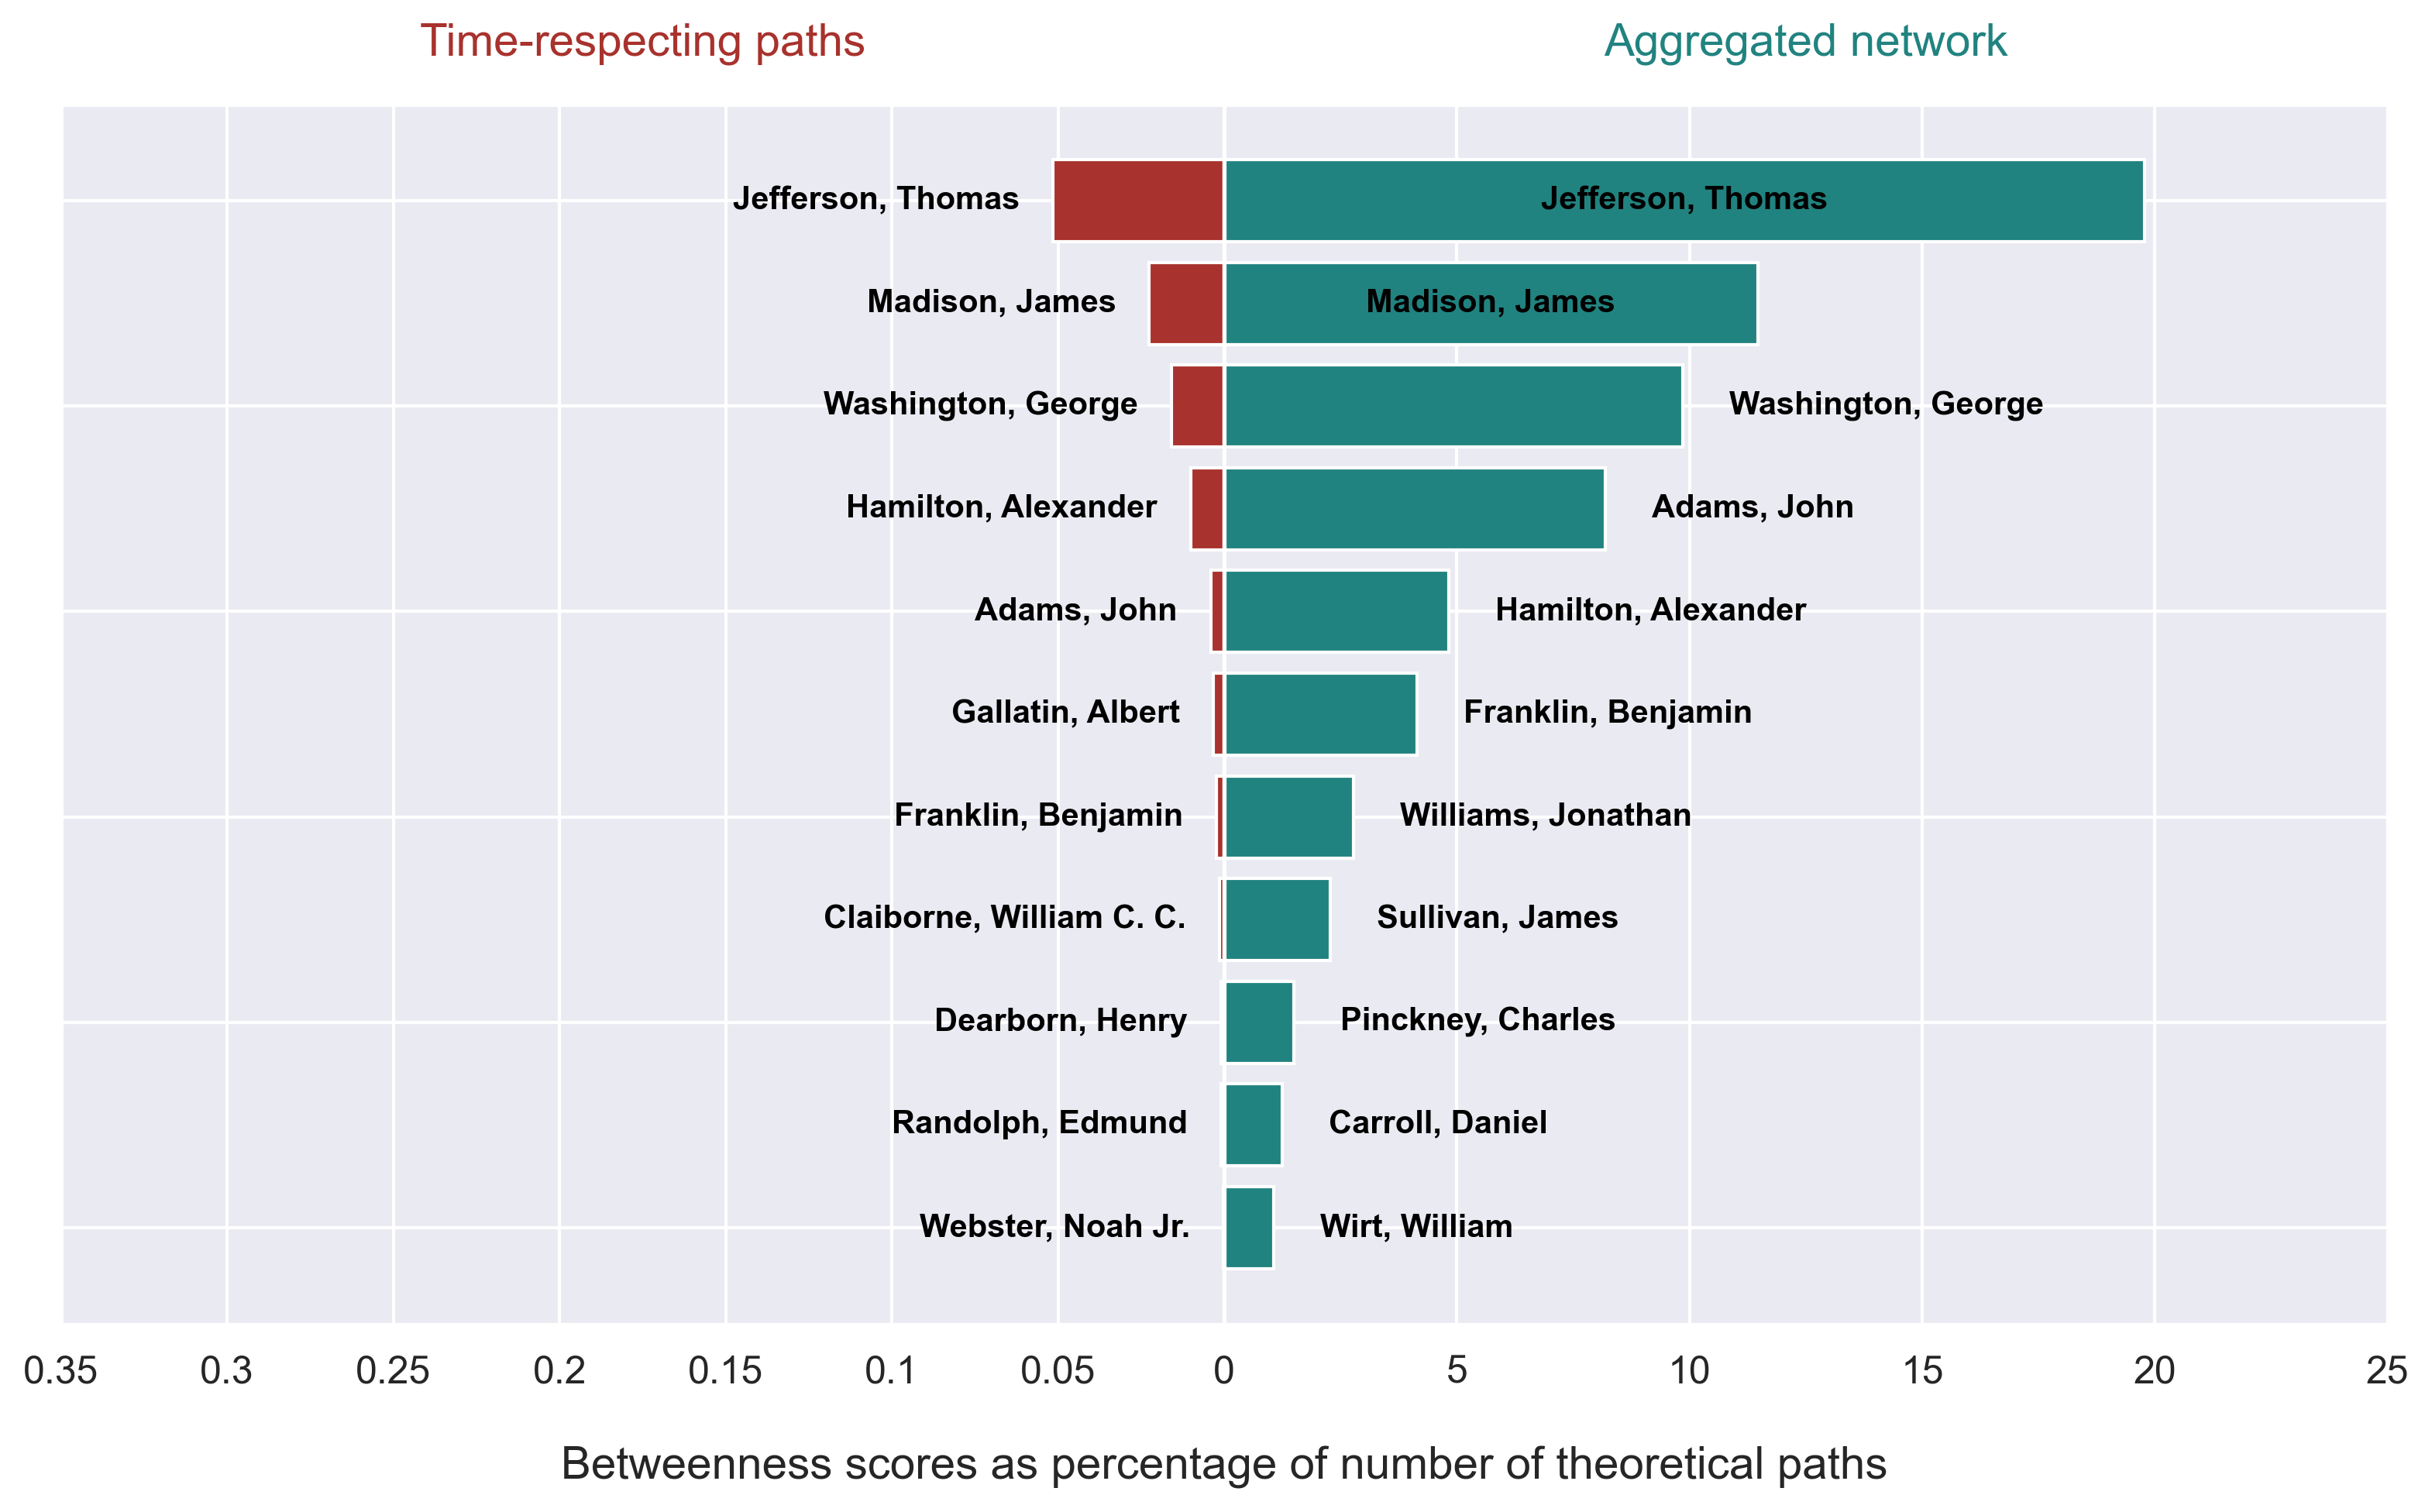 Time-respecting paths Aggregated network
Jefferson, Thomas Jefferson, Thomas
Madison, James Madison, James
Washington, George Washington, George
Hamilton, Alexander Adams, John
Adams, John Hamilton, Alexander
Gallatin, Albert Franklin, Benjamin
Franklin, Benjamin Williams, Jonathan
Claiborne, William C. C. Sullivan, James
Dearborn, Henry Pinckney, Charles
Randolph, Edmund Carroll, Daniel
Webster, Noah Jr. Wirt, William
0.35 0.3 0.25 0.2 0.15 0.1 0.05 0 5 10 15 20 25
Betweenness scores as percentage of number of theoretical paths